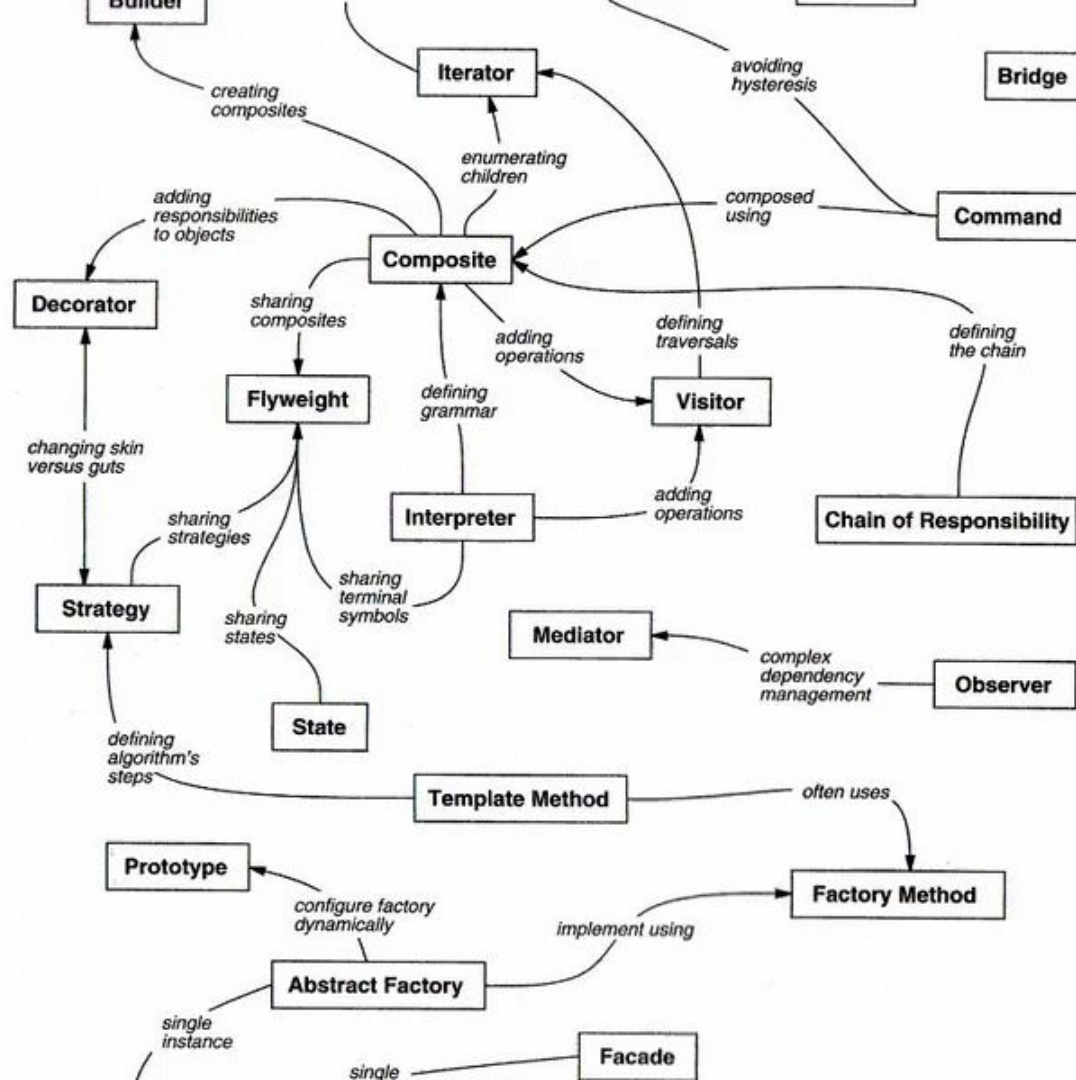 Builder
Iterator
avoiding
hysteresis
Bridge
creating
composites
enumerating
children
adding
responsibilities
to objects
composed
using
Command
Composite
Decorator
sharing
composites
adding
operations
defining
traversals
defining
the chain
Flyweight
defining
grammar
Visitor
changing skin
versus guts
sharing
strategies
Interpreter
adding
operations
Chain of Responsibility
Strategy
sharing
terminal
symbols
sharing
states
Mediator
complex
dependency
management
Observer
State
defining
algorithm's
steps
Template Method
often uses
Prototype
configure factory
dynamically
Factory Method
implement using
Abstract Factory
single
instance
Facade
single